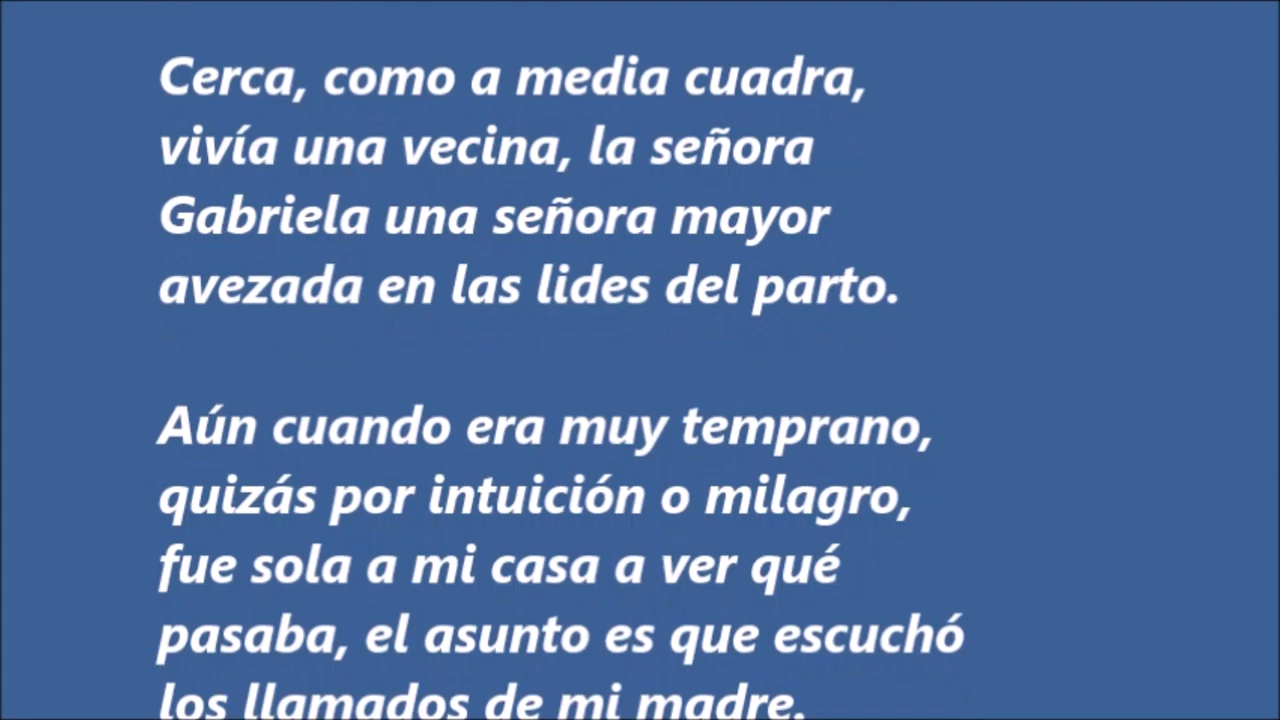 Cerca, como a media cuadra,
vivía una vecina, la señora
Gabriela una señora mayor
avezada en las lides del parto.
Aún cuando era muy temprano,
quizás por intuición o milagro,
fue sola a mi casa a ver qué
pasaba, el asunto es que escuchó
los llamados de mi madre.